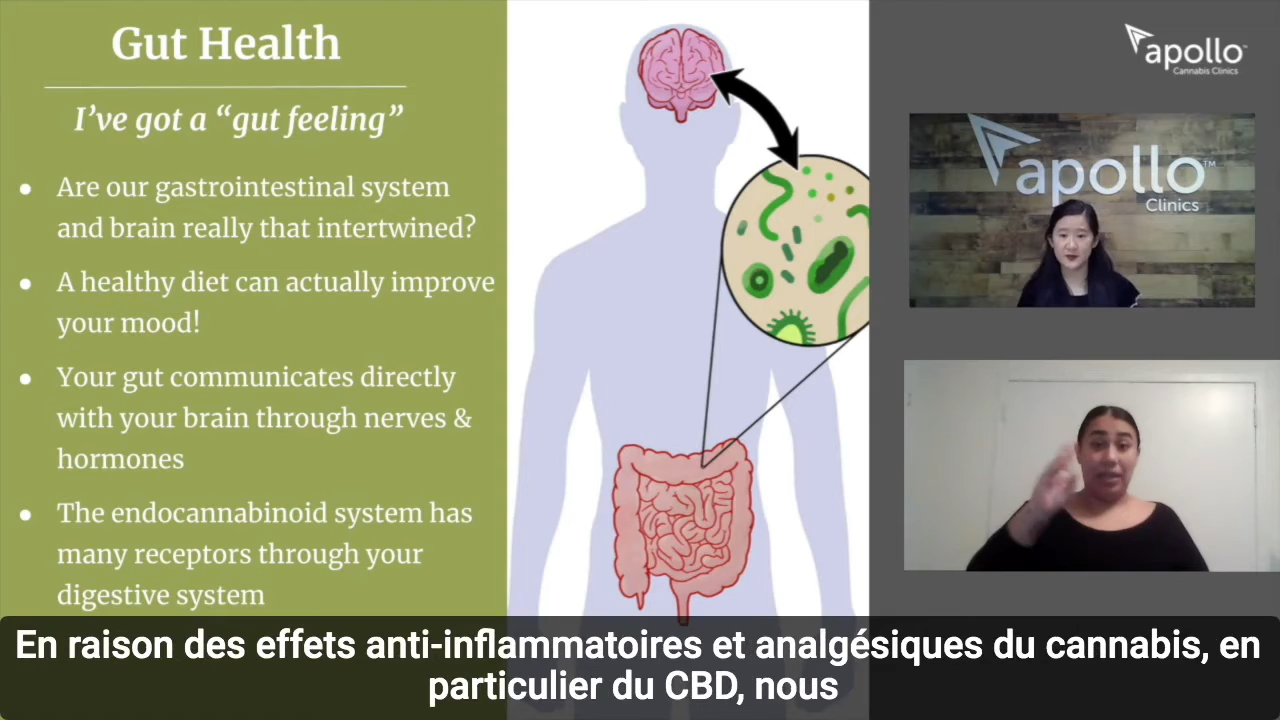 Gut Health
I've got a “gut feeling”
● Are our gastrointestinal system
and brain really that intertwined?
● A healthy diet can actually improve
your mood!
● Your gut communicates directly
with your brain through nerves &
hormones
● The endocannabinoid system has
many receptors through your
digestive system
apollo™
Cannabis Clinics
apollo™
Clinics
En raison des effets anti-inflammatoires et analgésiques du cannabis, en
particulier du CBD, nous